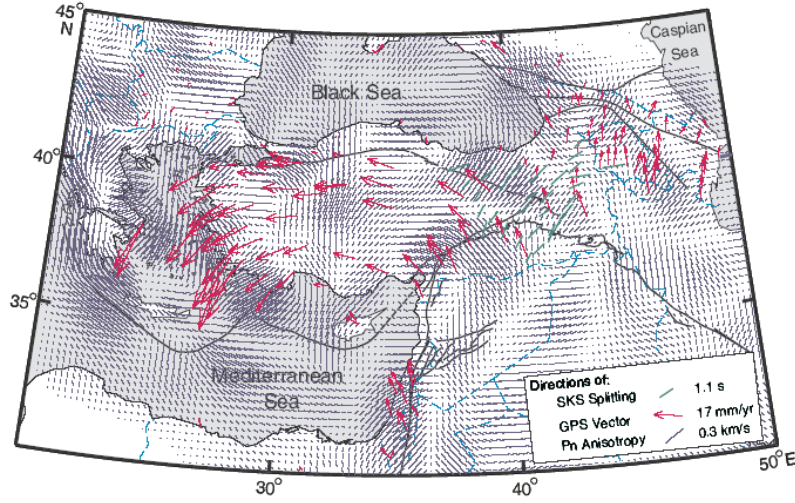 45°
N
Caspian
Sea
Black Sea
40°
35°
Mediterranean
Sea
Directions of:
SKS Splitting
1.1 s
GPS Vector
17 mm/yr
Pn Anisotropy
0.3 km/s
30°
40°
50°E